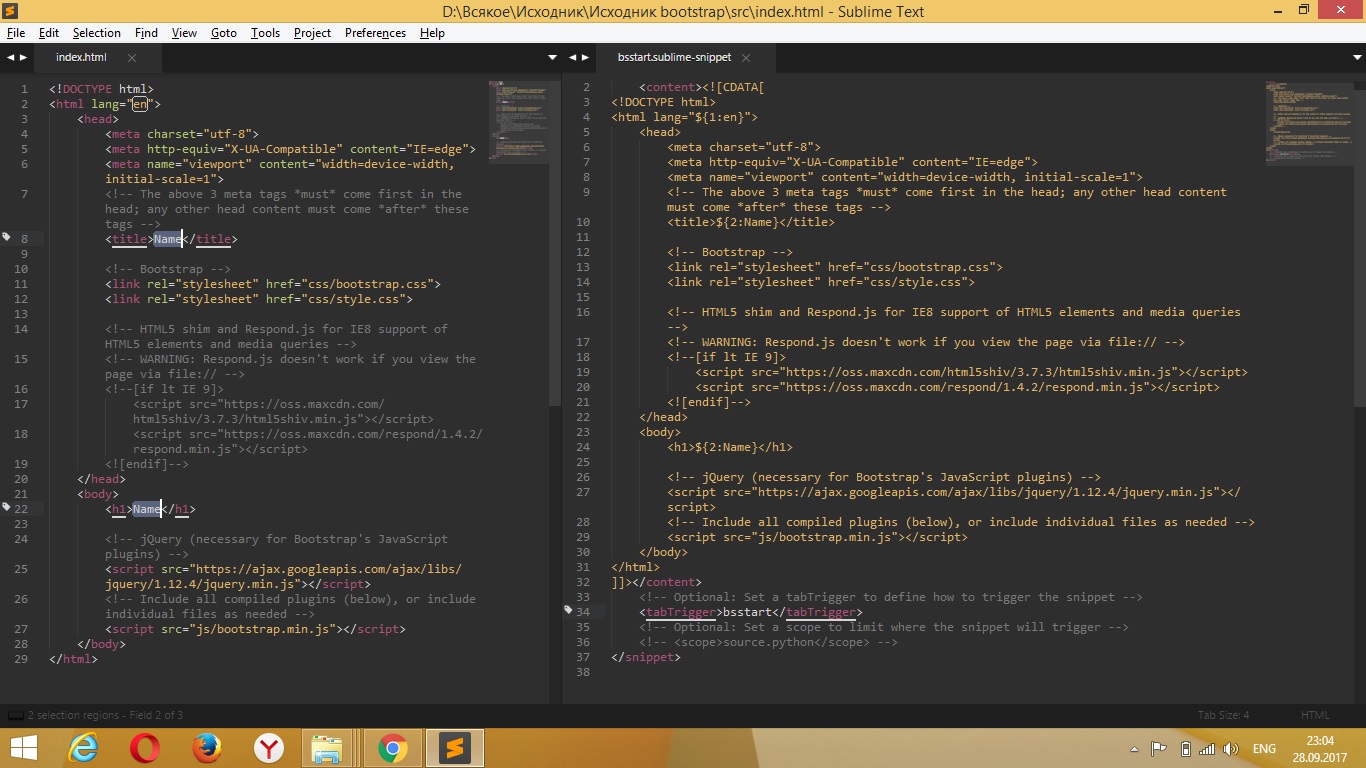 D:\Всякое\Исходник\Исходник bootstrap\src\index.html - Sublime Text
File Edit Selection Find View Goto Tools Project Preferences Help
index.html
1 <!DOCTYPE html>
2 <html lang="en">
3 <head>
4 <meta charset="utf-8">
5 <meta http-equiv="X-UA-Compatible" content="IE=edge">
6 <meta name="viewport" content="width=device-width,
initial-scale=1">
7 <!-- The above 3 meta tags *must* come first in the
head; any other head content must come *after* these
tags -->
8 <title>Name</title>
9
10 <!-- Bootstrap -->
11 <link rel="stylesheet" href="css/bootstrap.css">
12 <link rel="stylesheet" href="css/style.css">
13
14 <!-- HTML5 shim and Respond.js for IE8 support of
HTML5 elements and media queries -->
15 <!-- WARNING: Respond.js doesn't work if you view the
page via file:// -->
16 <!--[if lt IE 9]>
17 <script src="https://oss.maxcdn.com/
html5shiv/3.7.3/html5shiv.min.js"></script>
18 <script src="https://oss.maxcdn.com/respond/1.4.2/
respond.min.js"></script>
19 <![endif]-->
20 </head>
21 <body>
22 <h1>Name</h1>
23
24 <!-- jQuery (necessary for Bootstrap's JavaScript
plugins) -->
25 <script src="https://ajax.googleapis.com/ajax/libs/
jquery/1.12.4/jquery.min.js"></script>
26 <!-- Include all compiled plugins (below), or include
individual files as needed -->
27 <script src="js/bootstrap.min.js"></script>
28 </body>
29 </html>
bsstart.sublime-snippet
2 <content><![CDATA[
3 <!DOCTYPE html>
4 <html lang="${1:en}">
5 <head>
6 <meta charset="utf-8">
7 <meta http-equiv="X-UA-Compatible" content="IE=edge">
8 <meta name="viewport" content="width=device-width, initial-scale=1">
9 <!-- The above 3 meta tags *must* come first in the head; any other head content
must come *after* these tags -->
10 <title>${2:Name}</title>
11
12 <!-- Bootstrap -->
13 <link rel="stylesheet" href="css/bootstrap.css">
14 <link rel="stylesheet" href="css/style.css">
15
16 <!-- HTML5 shim and Respond.js for IE8 support of HTML5 elements and media queries
-->
17 <!-- WARNING: Respond.js doesn't work if you view the page via file:// -->
18 <!--[if lt IE 9]>
19 <script src="https://oss.maxcdn.com/html5shiv/3.7.3/html5shiv.min.js"></script>
20 <script src="https://oss.maxcdn.com/respond/1.4.2/respond.min.js"></script>
21 <![endif]-->
22 </head>
23 <body>
24 <h1>${2:Name}</h1>
25
26 <!-- jQuery (necessary for Bootstrap's JavaScript plugins) -->
27 <script src="https://ajax.googleapis.com/ajax/libs/jquery/1.12.4/jquery.min.js"></
script>
28 <!-- Include all compiled plugins (below), or include individual files as needed -->
29 <script src="js/bootstrap.min.js"></script>
30 </body>
31 </html>
32 ]]></content>
33 <!-- Optional: Set a tabTrigger to define how to trigger the snippet -->
34 <tabTrigger>bsstart</tabTrigger>
35 <!-- Optional: Set a scope to limit where the snippet will trigger -->
36 <!-- <scope>source.python</scope> -->
37 </snippet>
38
2 selection regions - Field 2 of 3
Tab Size: 4 HTML
ENG
23:04
28.09.2017